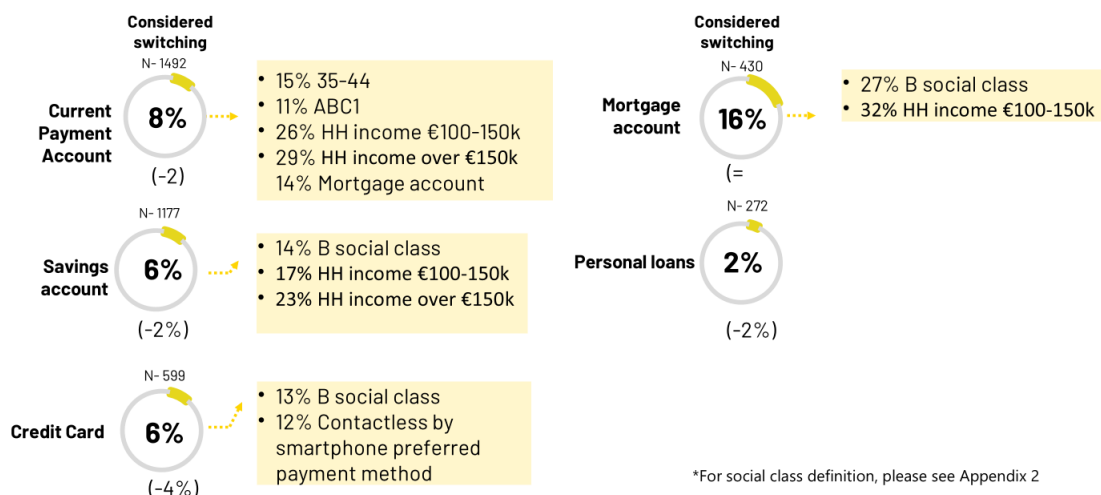 Considered
switching
N- 1492
Current
Payment
Account
8%
(-2)
• 15% 35-44
• 11% ABC1
• 26% HH income €100-150k
• 29% HH income over €150k
14% Mortgage account
N- 1177
Savings
account
6%
(-2%)
• 14% B social class
• 17% HH income €100-150k
• 23% HH income over €150k
N- 599
Credit Card
6%
(-4%)
• 13% B social class
• 12% Contactless by
smartphone preferred
payment method
Considered
switching
N- 430
Mortgage
account
16%
(=
• 27% B social class
• 32% HH income €100-150k
N- 272
Personal loans
2%
(-2%)
*For social class definition, please see Appendix 2